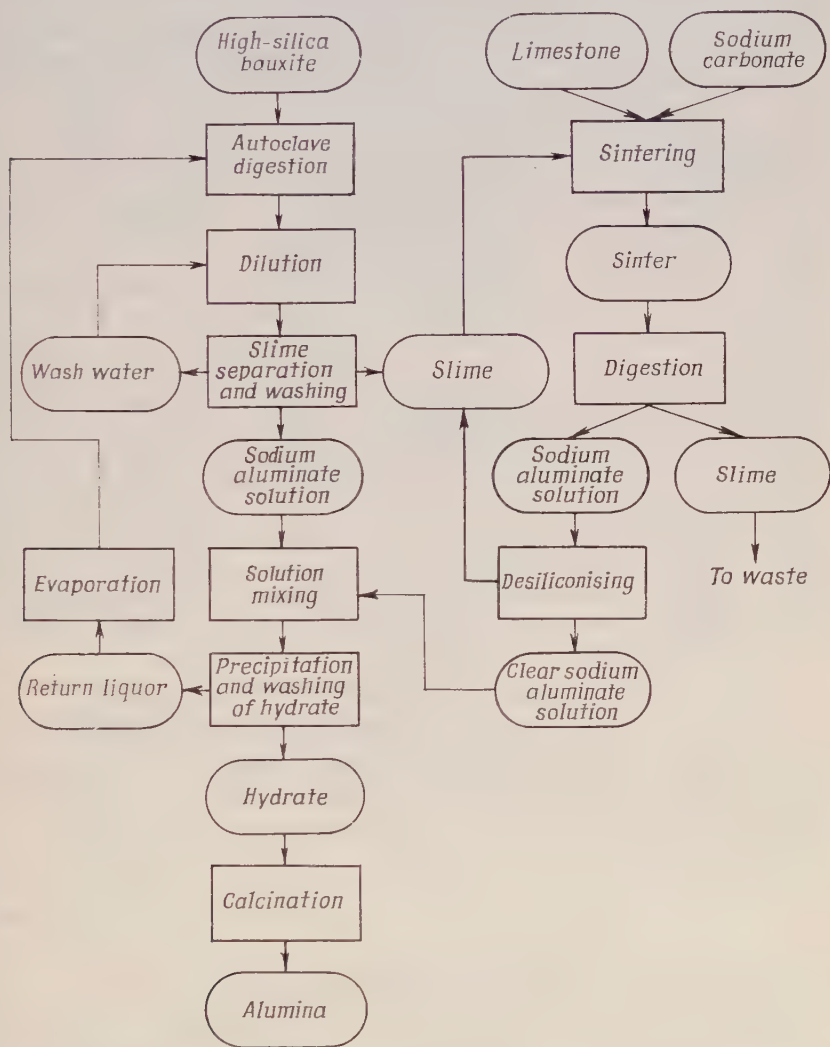 High-silica
bauxite
Limestone
Sodium
carbonate
Autoclave
digestion
Sintering
Dilution
Sinter
Wash water
Slime
separation
and washing
Slime
Digestion
Sodium
aluminate
solution
Sodium
aluminate
solution
Slime
Evaporation
Solution
mixing
Desiliconising
To waste
Return liquor
Precipitation
and washing
of hydrate
Clear sodium
aluminate
solution
Hydrate
Calcination
Alumina